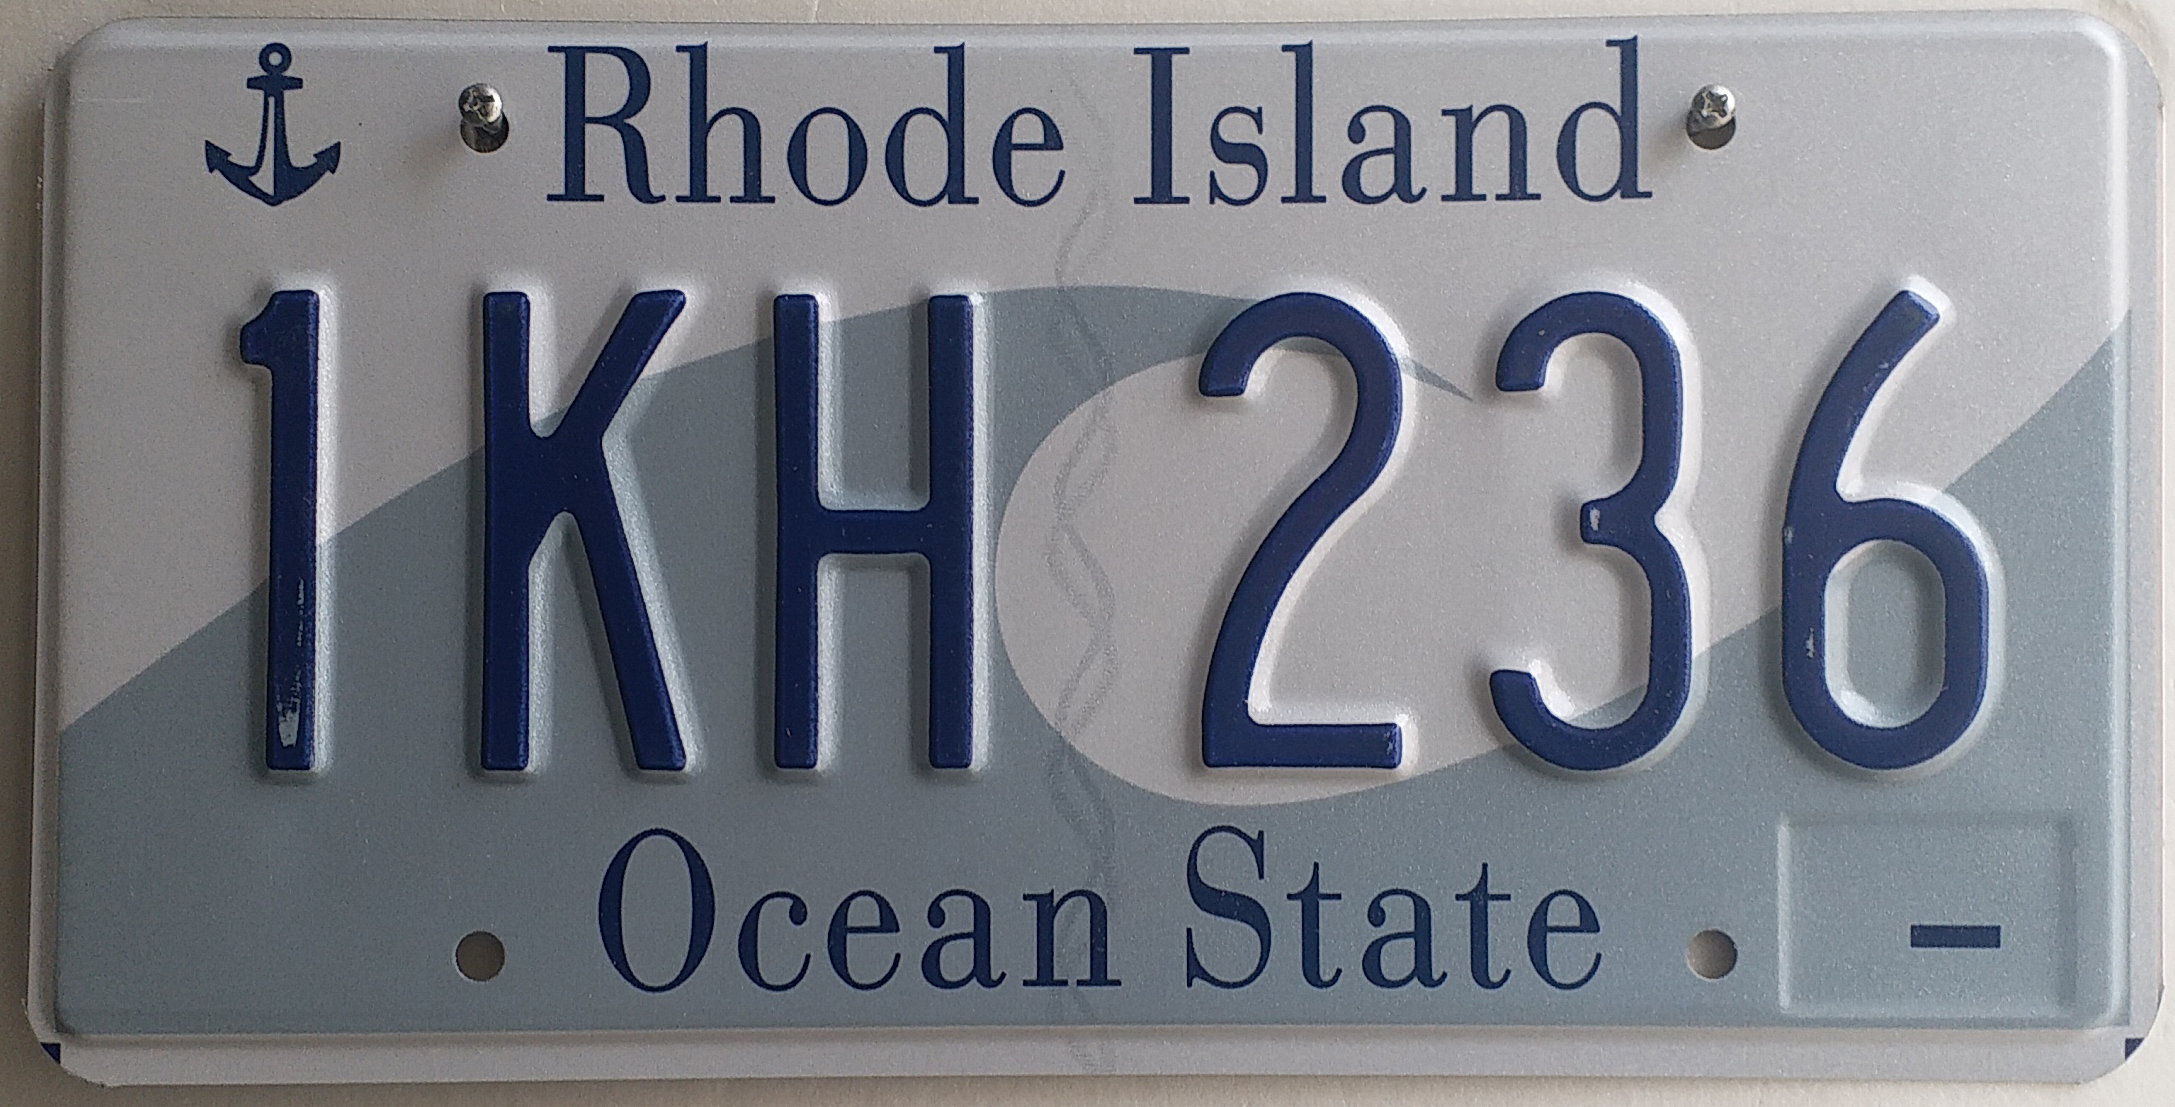 Rhode Island
1KH 236
Ocean State
-